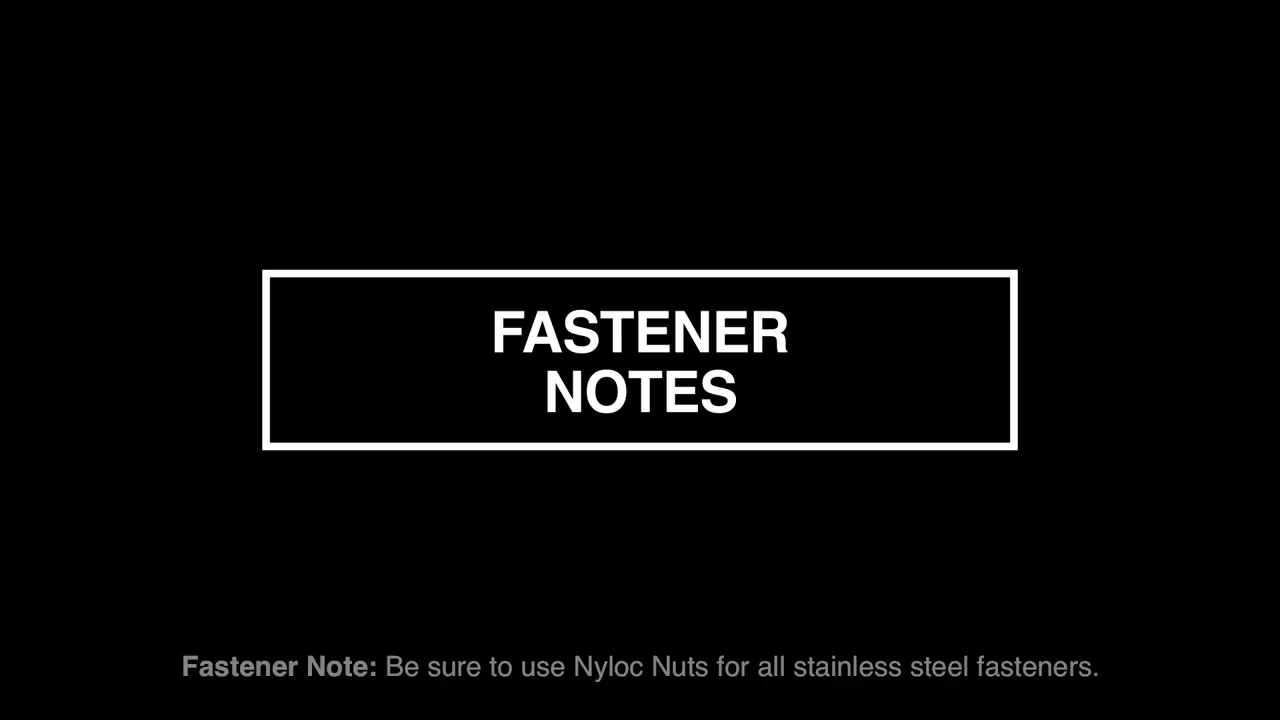 FASTENER
NOTES
Fastener Note: Be sure to use Nyloc Nuts for all stainless steel fasteners.